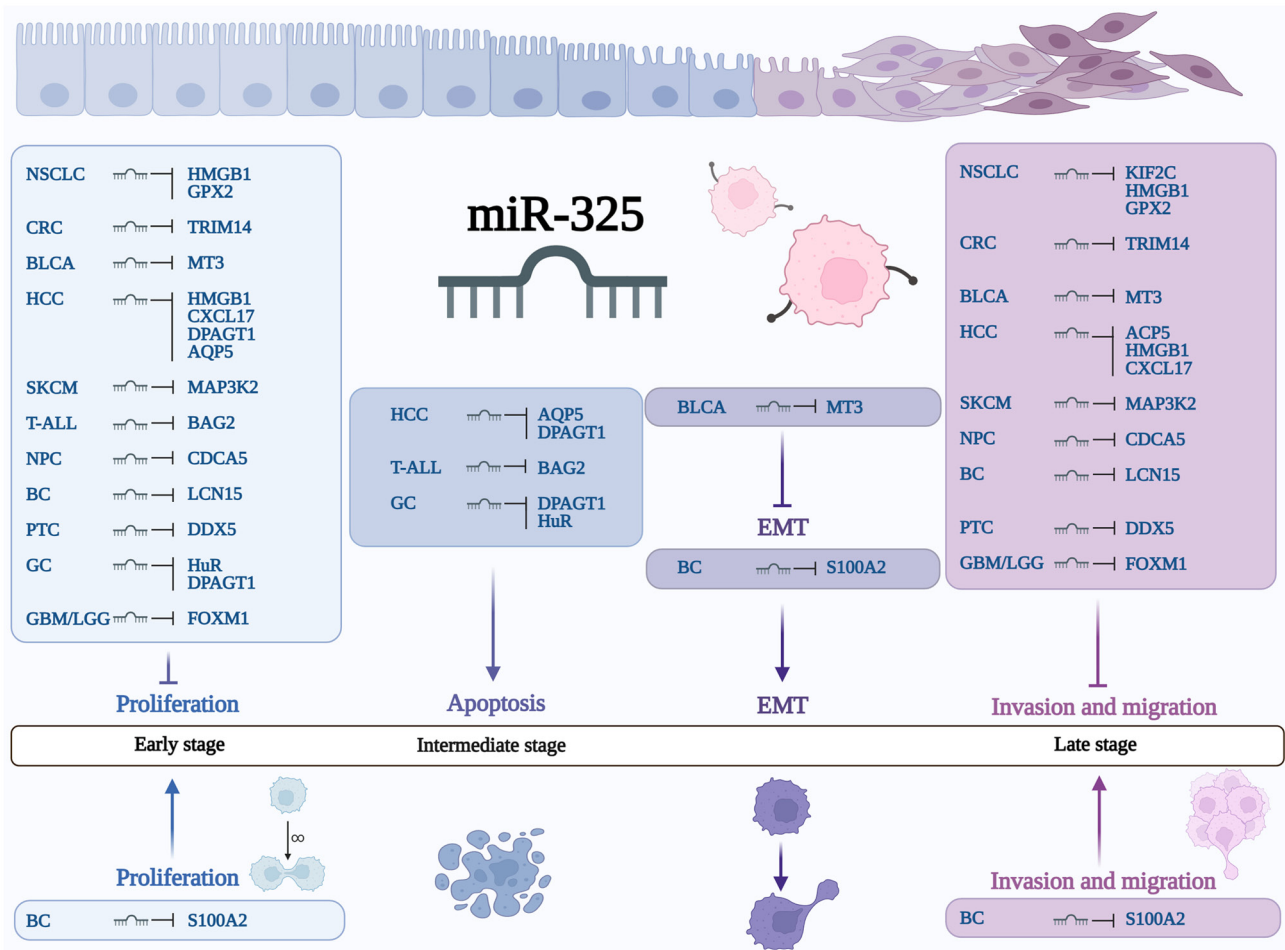 miR-325
NSCLC HMGB1
GPX2
CRC TRIM14
BLCA MT3
HCC HMGB1
CXCL17
DPAGT1
AQP5
SKCM MAP3K2
T-ALL BAG2
NPC CDCA5
BC LCN15
PTC DDX5
GC HuR
DPAGT1
GBM/LGG FOXM1
Proliferation
HCC AQP5
DPAGT1
T-ALL BAG2
GC DPAGT1
HuR
Apoptosis
BLCA MT3
EMT
BC S100A2
EMT
NSCLC KIF2C
HMGB1
GPX2
CRC TRIM14
BLCA MT3
HCC ACP5
HMGB1
CXCL17
SKCM MAP3K2
NPC CDCA5
BC LCN15
PTC DDX5
GBM/LGG FOXM1
Invasion and migration
Early stage
Intermediate stage
Late stage
∞
Proliferation
BC S100A2
Invasion and migration
BC S100A2